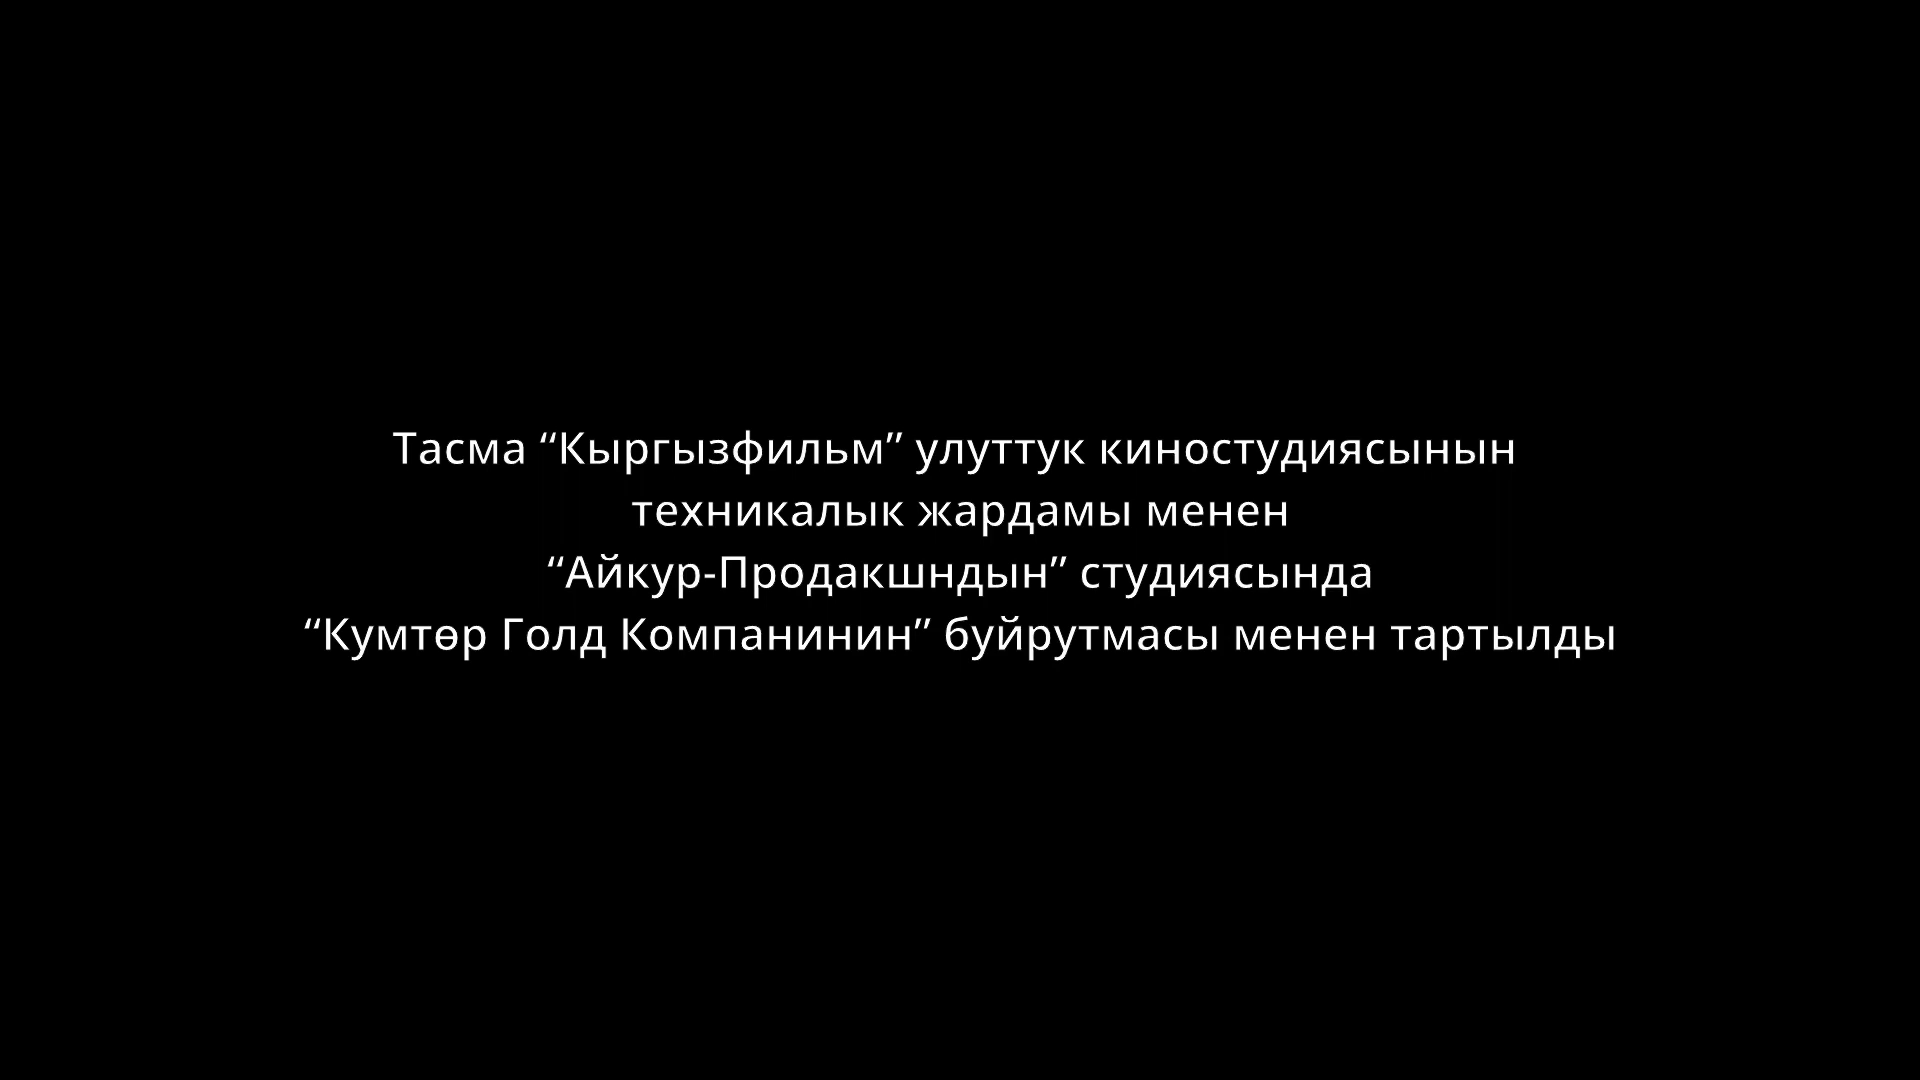 Тасма “Кыргызфильм” улуттук киностудиясынын
техникалык жардамы менен
“Айкур-Продакшндын” студиясында
“Кумтөр Голд Компанинин” буйрутмасы менен тартылды